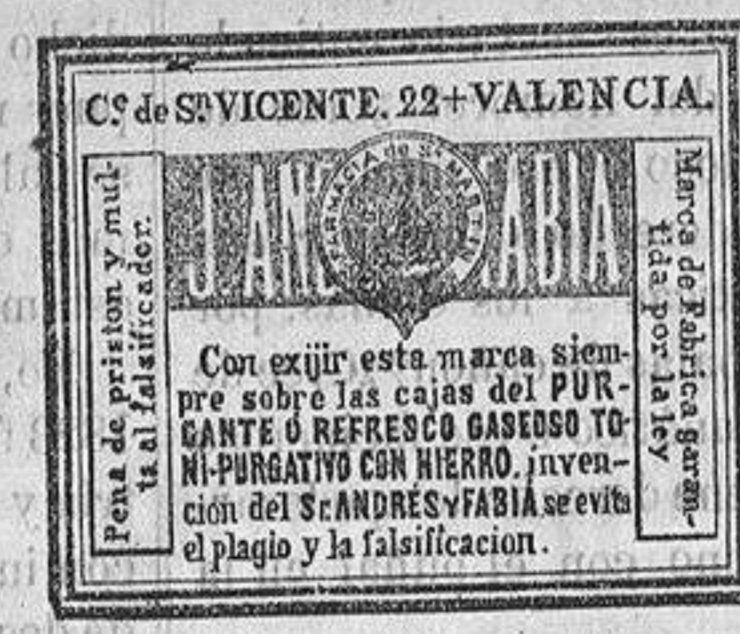 C.º de S.ⁿ VICENTE. 22+VALENCIA.
Pena de prision y mul-
ta al falsificador.
J. AND FABIA
FARMACIA de Sⁿ MARTIN
Marca de Fabrica garan-
tida por la ley
Con exijir esta marca siem-
pre sobre las cajas del PUR-
GANTE Ó REFRESCO GASEOSO TO-
NI-PURGATIVO CON HIERRO. inven-
cion del Sr. ANDRÉS Y FABIÁ se evita
el plagio y la falsificacion.